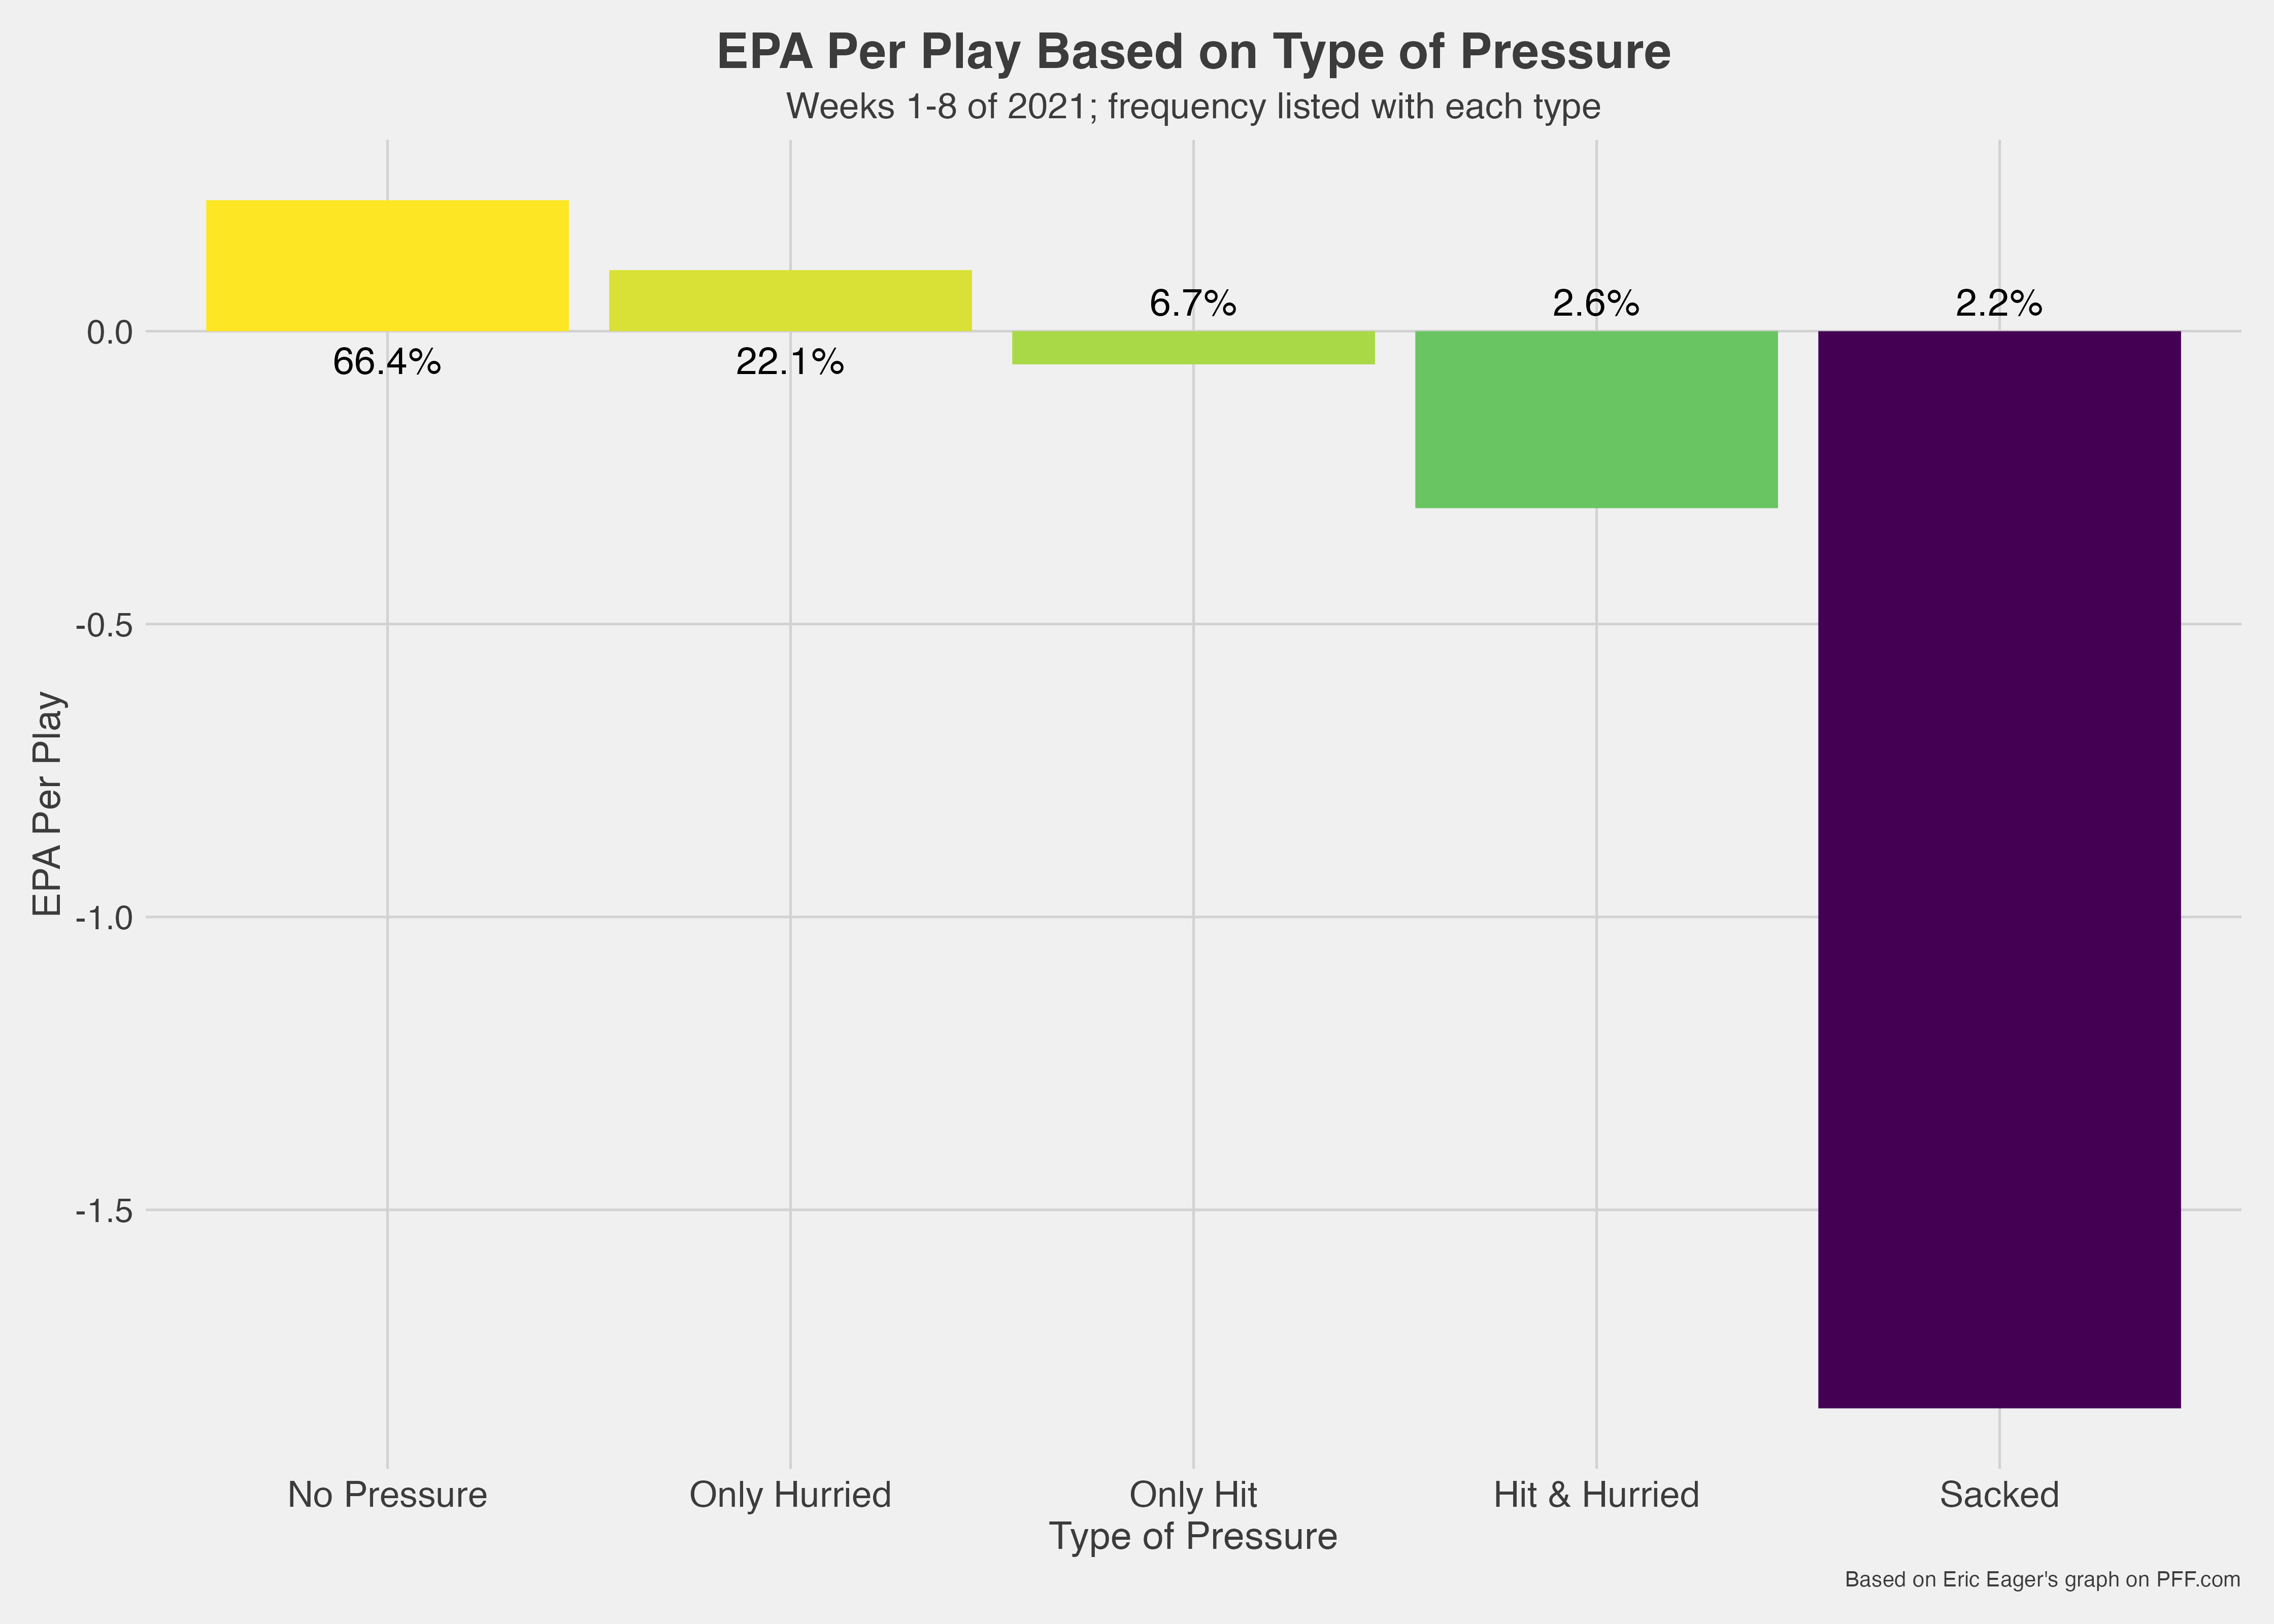 EPA Per Play Based on Type of Pressure
Weeks 1-8 of 2021; frequency listed with each type
6.7%
2.6%
2.2%
0.0
66.4%
22.1%
-0.5
EPA Per Play
-1.0
-1.5
No Pressure
Only Hurried
Only Hit
Hit & Hurried
Sacked
Type of Pressure
Based on Eric Eager's graph on PFF.com